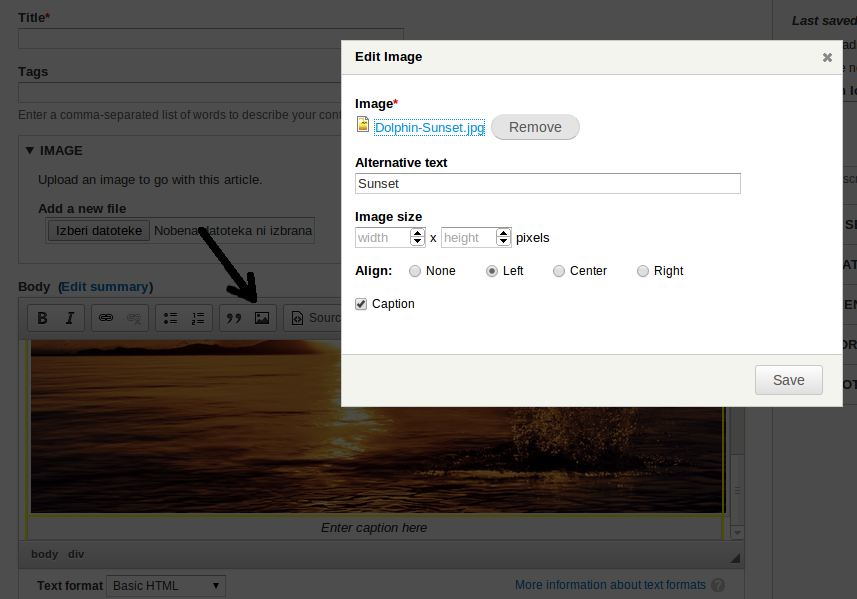 Title*
Last saved
Edit Image
Tags
Image*
Dolphin-Sunset.jpg Remove
Enter a comma-separated list of words to describe your cont
IMAGE
Alternative text
Sunset
Upload an image to go with this article.
Add a new file
Image size
Izberi datoteke Nobena datoteka ni izbrana
width x height pixels
Align: None Left Center Right
Body (Edit summary)
Caption
B I Sourc
Save
Enter caption here
body div
Text format Basic HTML
More information about text formats ?